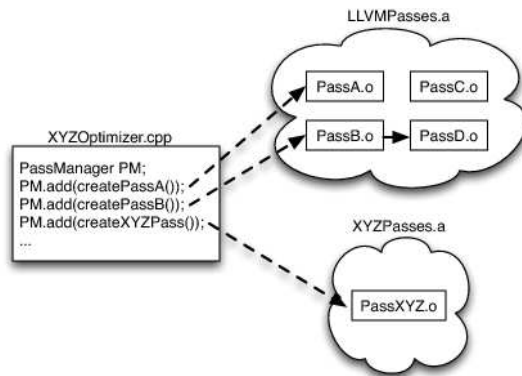 LLVMPasses.a
PassA.o
PassC.o
PassB.o
PassD.o
XYZOptimizer.cpp
PassManager PM;
PM.add(createPassA());
PM.add(createPassB());
PM.add(createXYZPass());
...
XYZPasses.a
PassXYZ.o